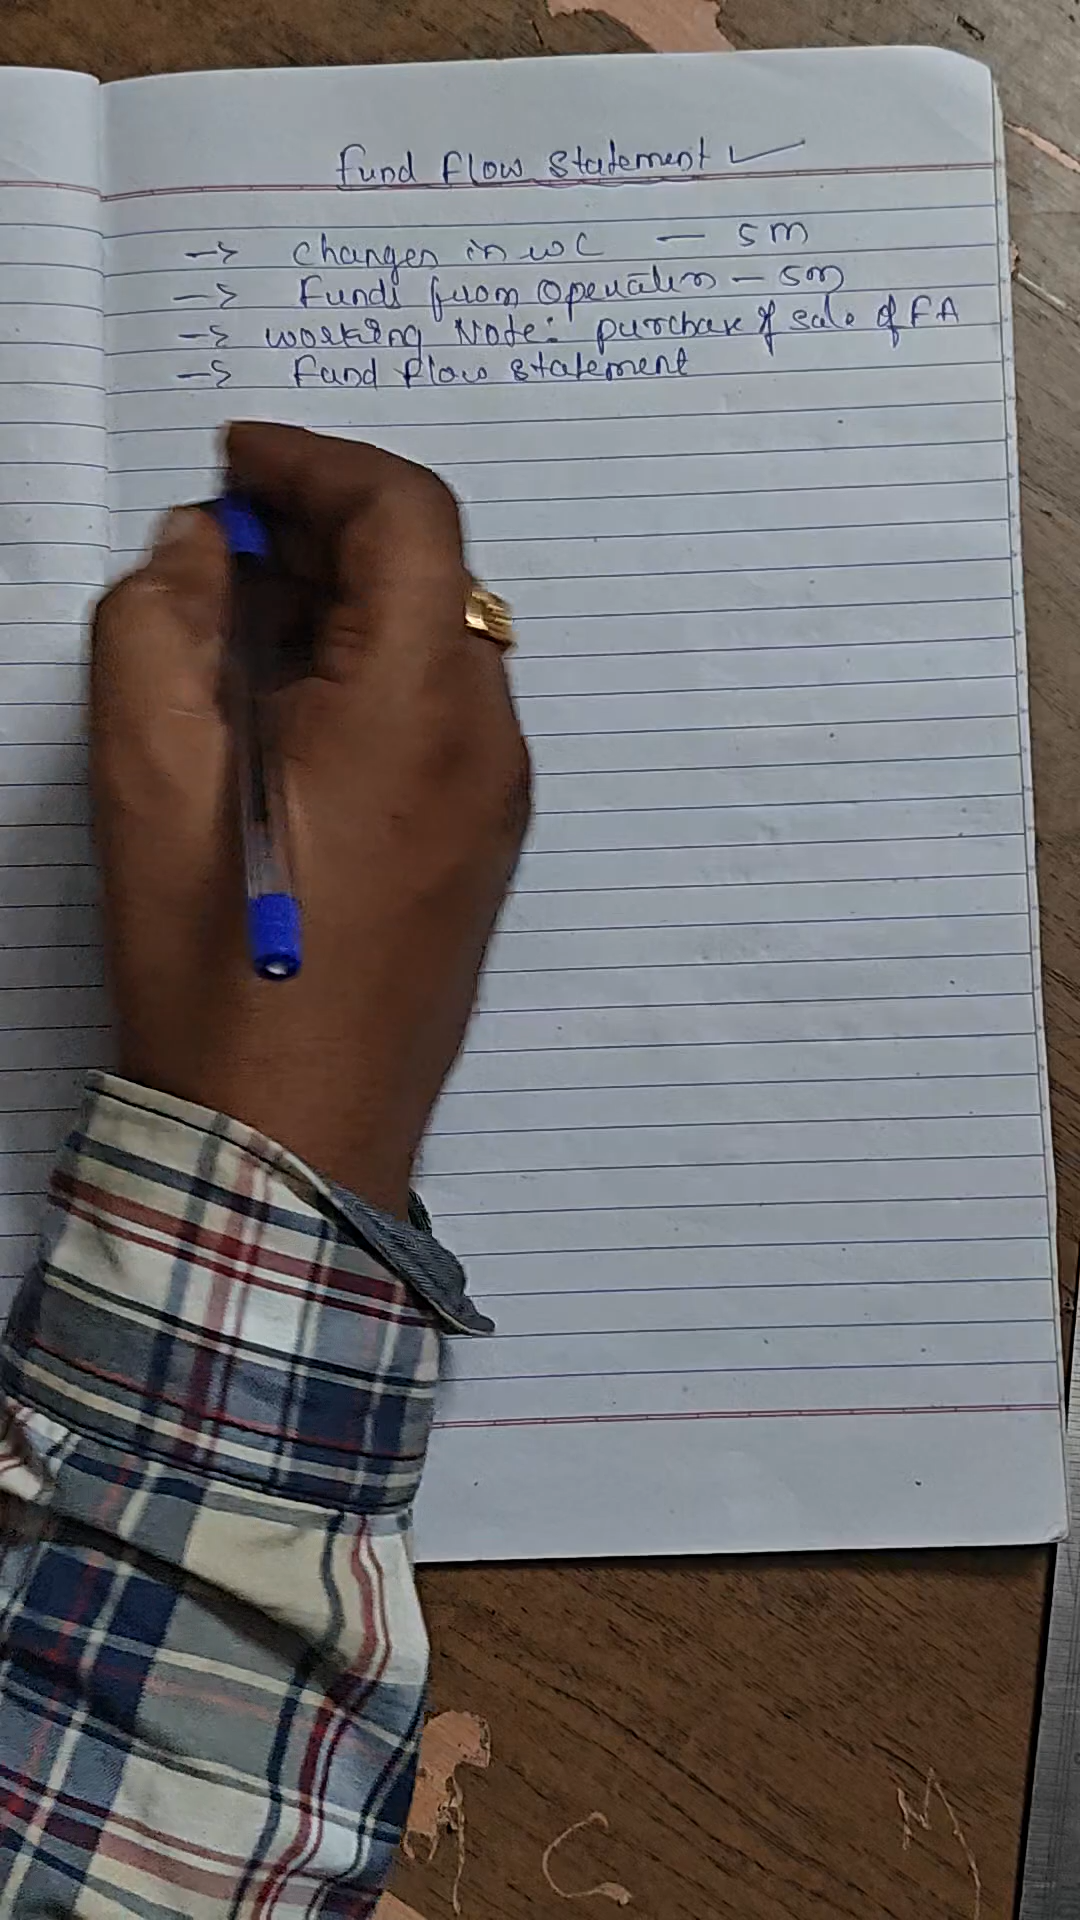 Fund Flow Statement ✓
-> Changes in WC — 5m
-> Funds from Operation — 5m
-> Working Note: purchase & sale of FA
-> Fund Flow Statement
C M